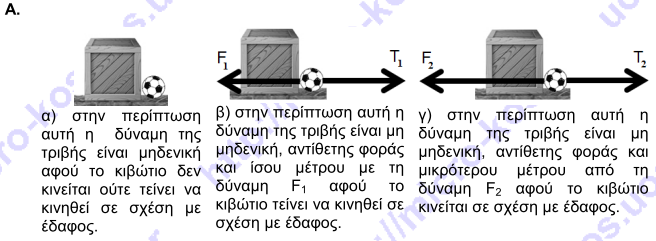 A.
F₁ T₁ F₂ T₂
α) στην περίπτωση
αυτή η δύναμη της
τριβής είναι μηδενική
αφού το κιβώτιο δεν
κινείται ούτε τείνει να
κινηθεί σε σχέση με
έδαφος.
β) στην περίπτωση αυτή η
δύναμη της τριβής είναι μη
μηδενική, αντίθετης φοράς
και ίσου μέτρου με τη
δύναμη F₁ αφού το
κιβώτιο τείνει να κινηθεί σε
σχέση με έδαφος.
γ) στην περίπτωση αυτή η
δύναμη της τριβής είναι μη
μηδενική, αντίθετης φοράς και
μικρότερου μέτρου από τη
δύναμη F₂ αφού το κιβώτιο
κινείται σε σχέση με έδαφος.